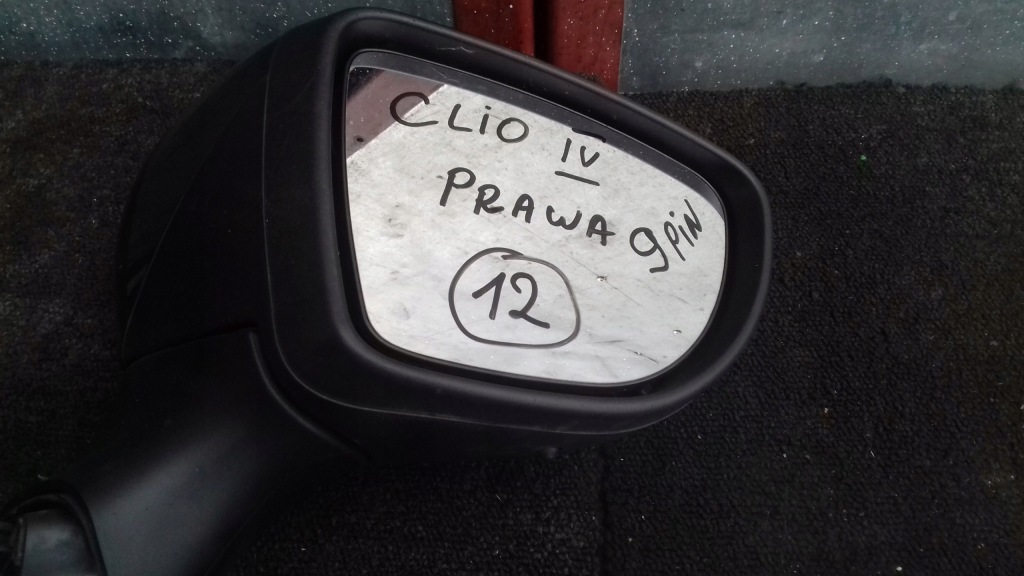 CLiO IV
PRAWA 9PiN
12